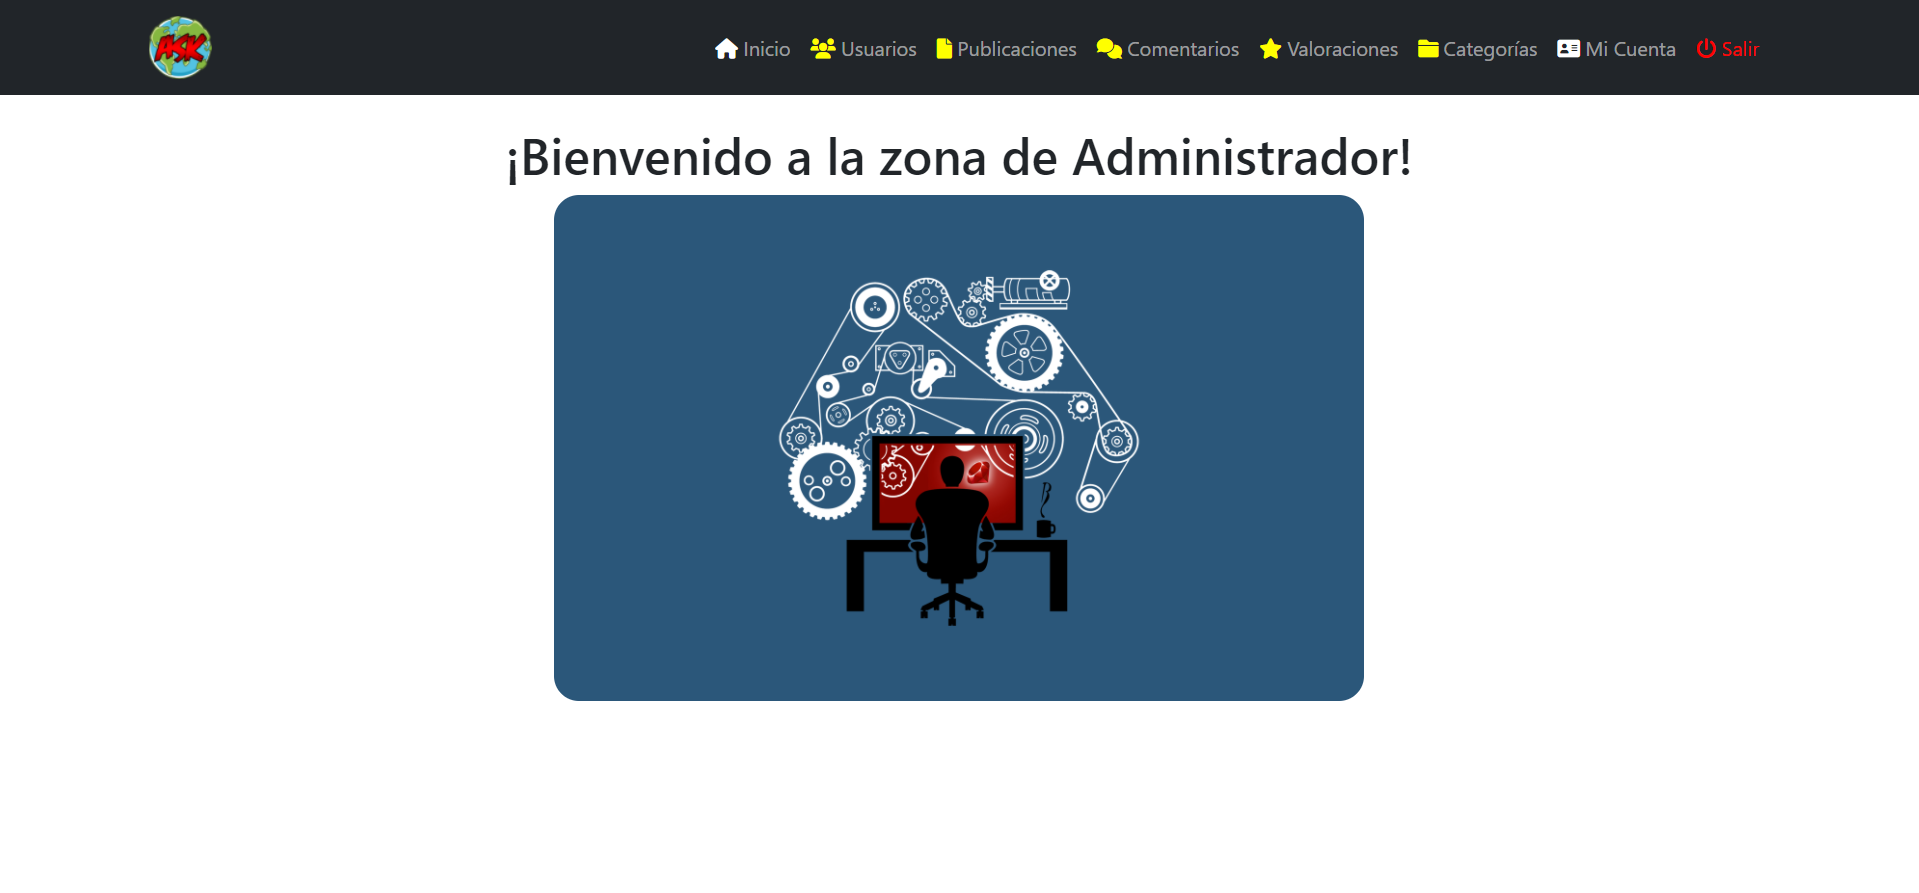 ASK
Inicio Usuarios Publicaciones Comentarios Valoraciones Categorías Mi Cuenta Salir
¡Bienvenido a la zona de Administrador!